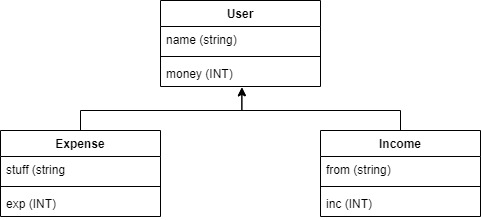 User
name (string)
money (INT)
Expense
stuff (string
exp (INT)
Income
from (string)
inc (INT)